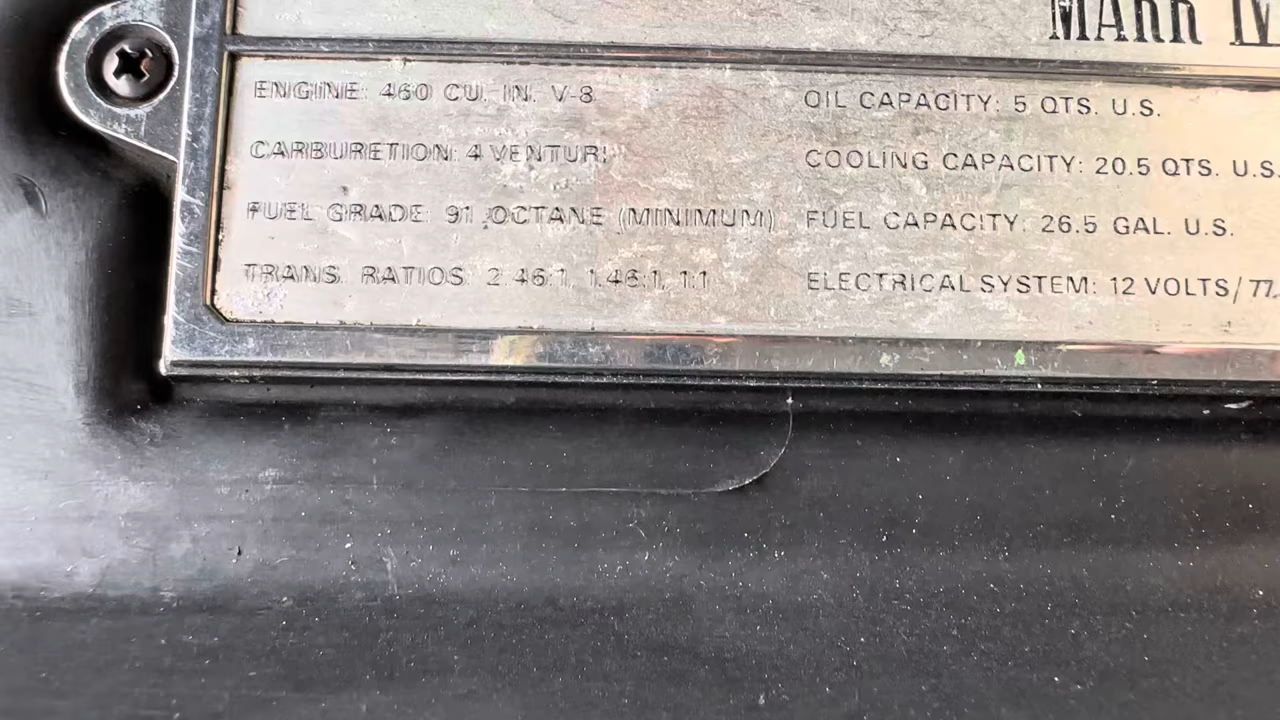 MARK IV
ENGINE: 460 CU. IN. V-8
CARBURETION: 4 VENTURI
FUEL GRADE: 91 OCTANE (MINIMUM)
TRANS. RATIOS: 2.46:1, 1.46:1, 1:1
OIL CAPACITY: 5 QTS. U.S.
COOLING CAPACITY: 20.5 QTS. U.S.
FUEL CAPACITY: 26.5 GAL. U.S.
ELECTRICAL SYSTEM: 12 VOLTS/77.